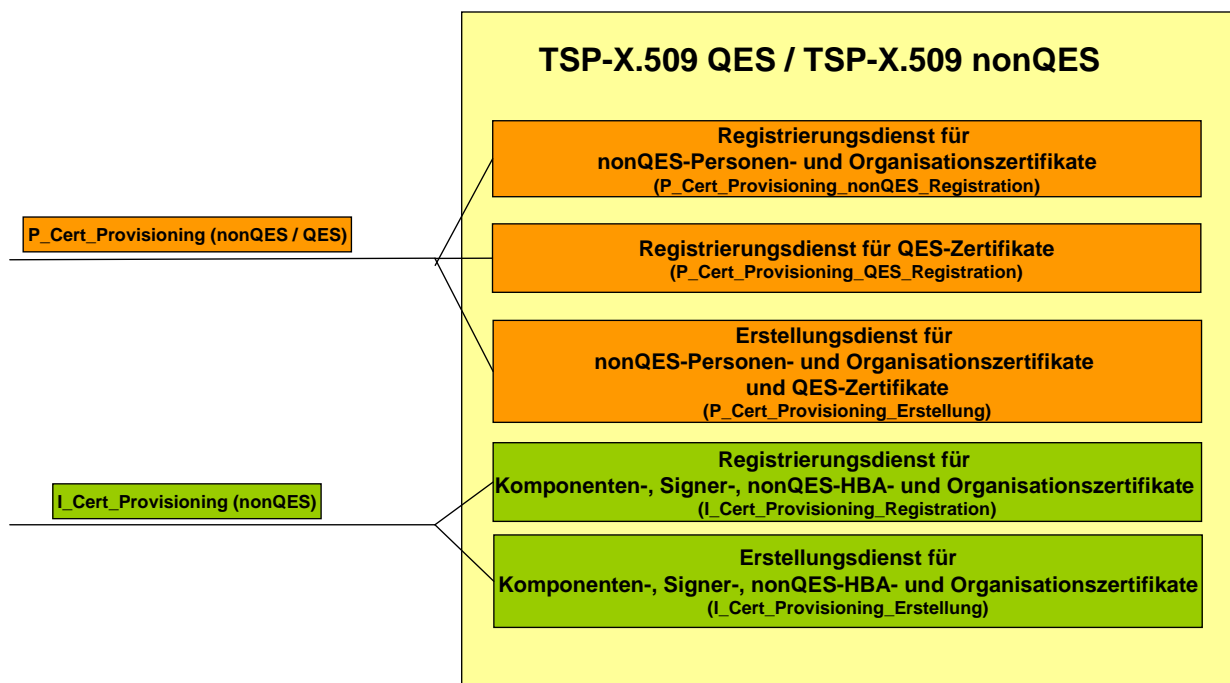 TSP-X.509 QES / TSP-X.509 nonQES
Registrierungsdienst für
nonQES-Personen- und Organisationszertifikate
(P_Cert_Provisioning_nonQES_Registration)
P_Cert_Provisioning (nonQES / QES)
Registrierungsdienst für QES-Zertifikate
(P_Cert_Provisioning_QES_Registration)
Erstellungsdienst für
nonQES-Personen- und Organisationszertifikate
und QES-Zertifikate
(P_Cert_Provisioning_Erstellung)
I_Cert_Provisioning (nonQES)
Registrierungsdienst für
Komponenten-, Signer-, nonQES-HBA- und Organisationszertifikate
(I_Cert_Provisioning_Registration)
Erstellungsdienst für
Komponenten-, Signer-, nonQES-HBA- und Organisationszertifikate
(I_Cert_Provisioning_Erstellung)